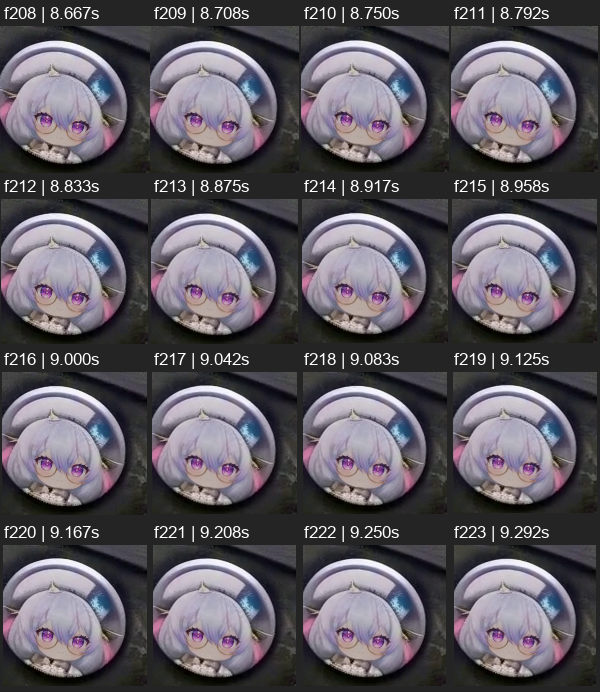 f208 | 8.667s f209 | 8.708s f210 | 8.750s f211 | 8.792s
f212 | 8.833s f213 | 8.875s f214 | 8.917s f215 | 8.958s
f216 | 9.000s f217 | 9.042s f218 | 9.083s f219 | 9.125s
f220 | 9.167s f221 | 9.208s f222 | 9.250s f223 | 9.292s